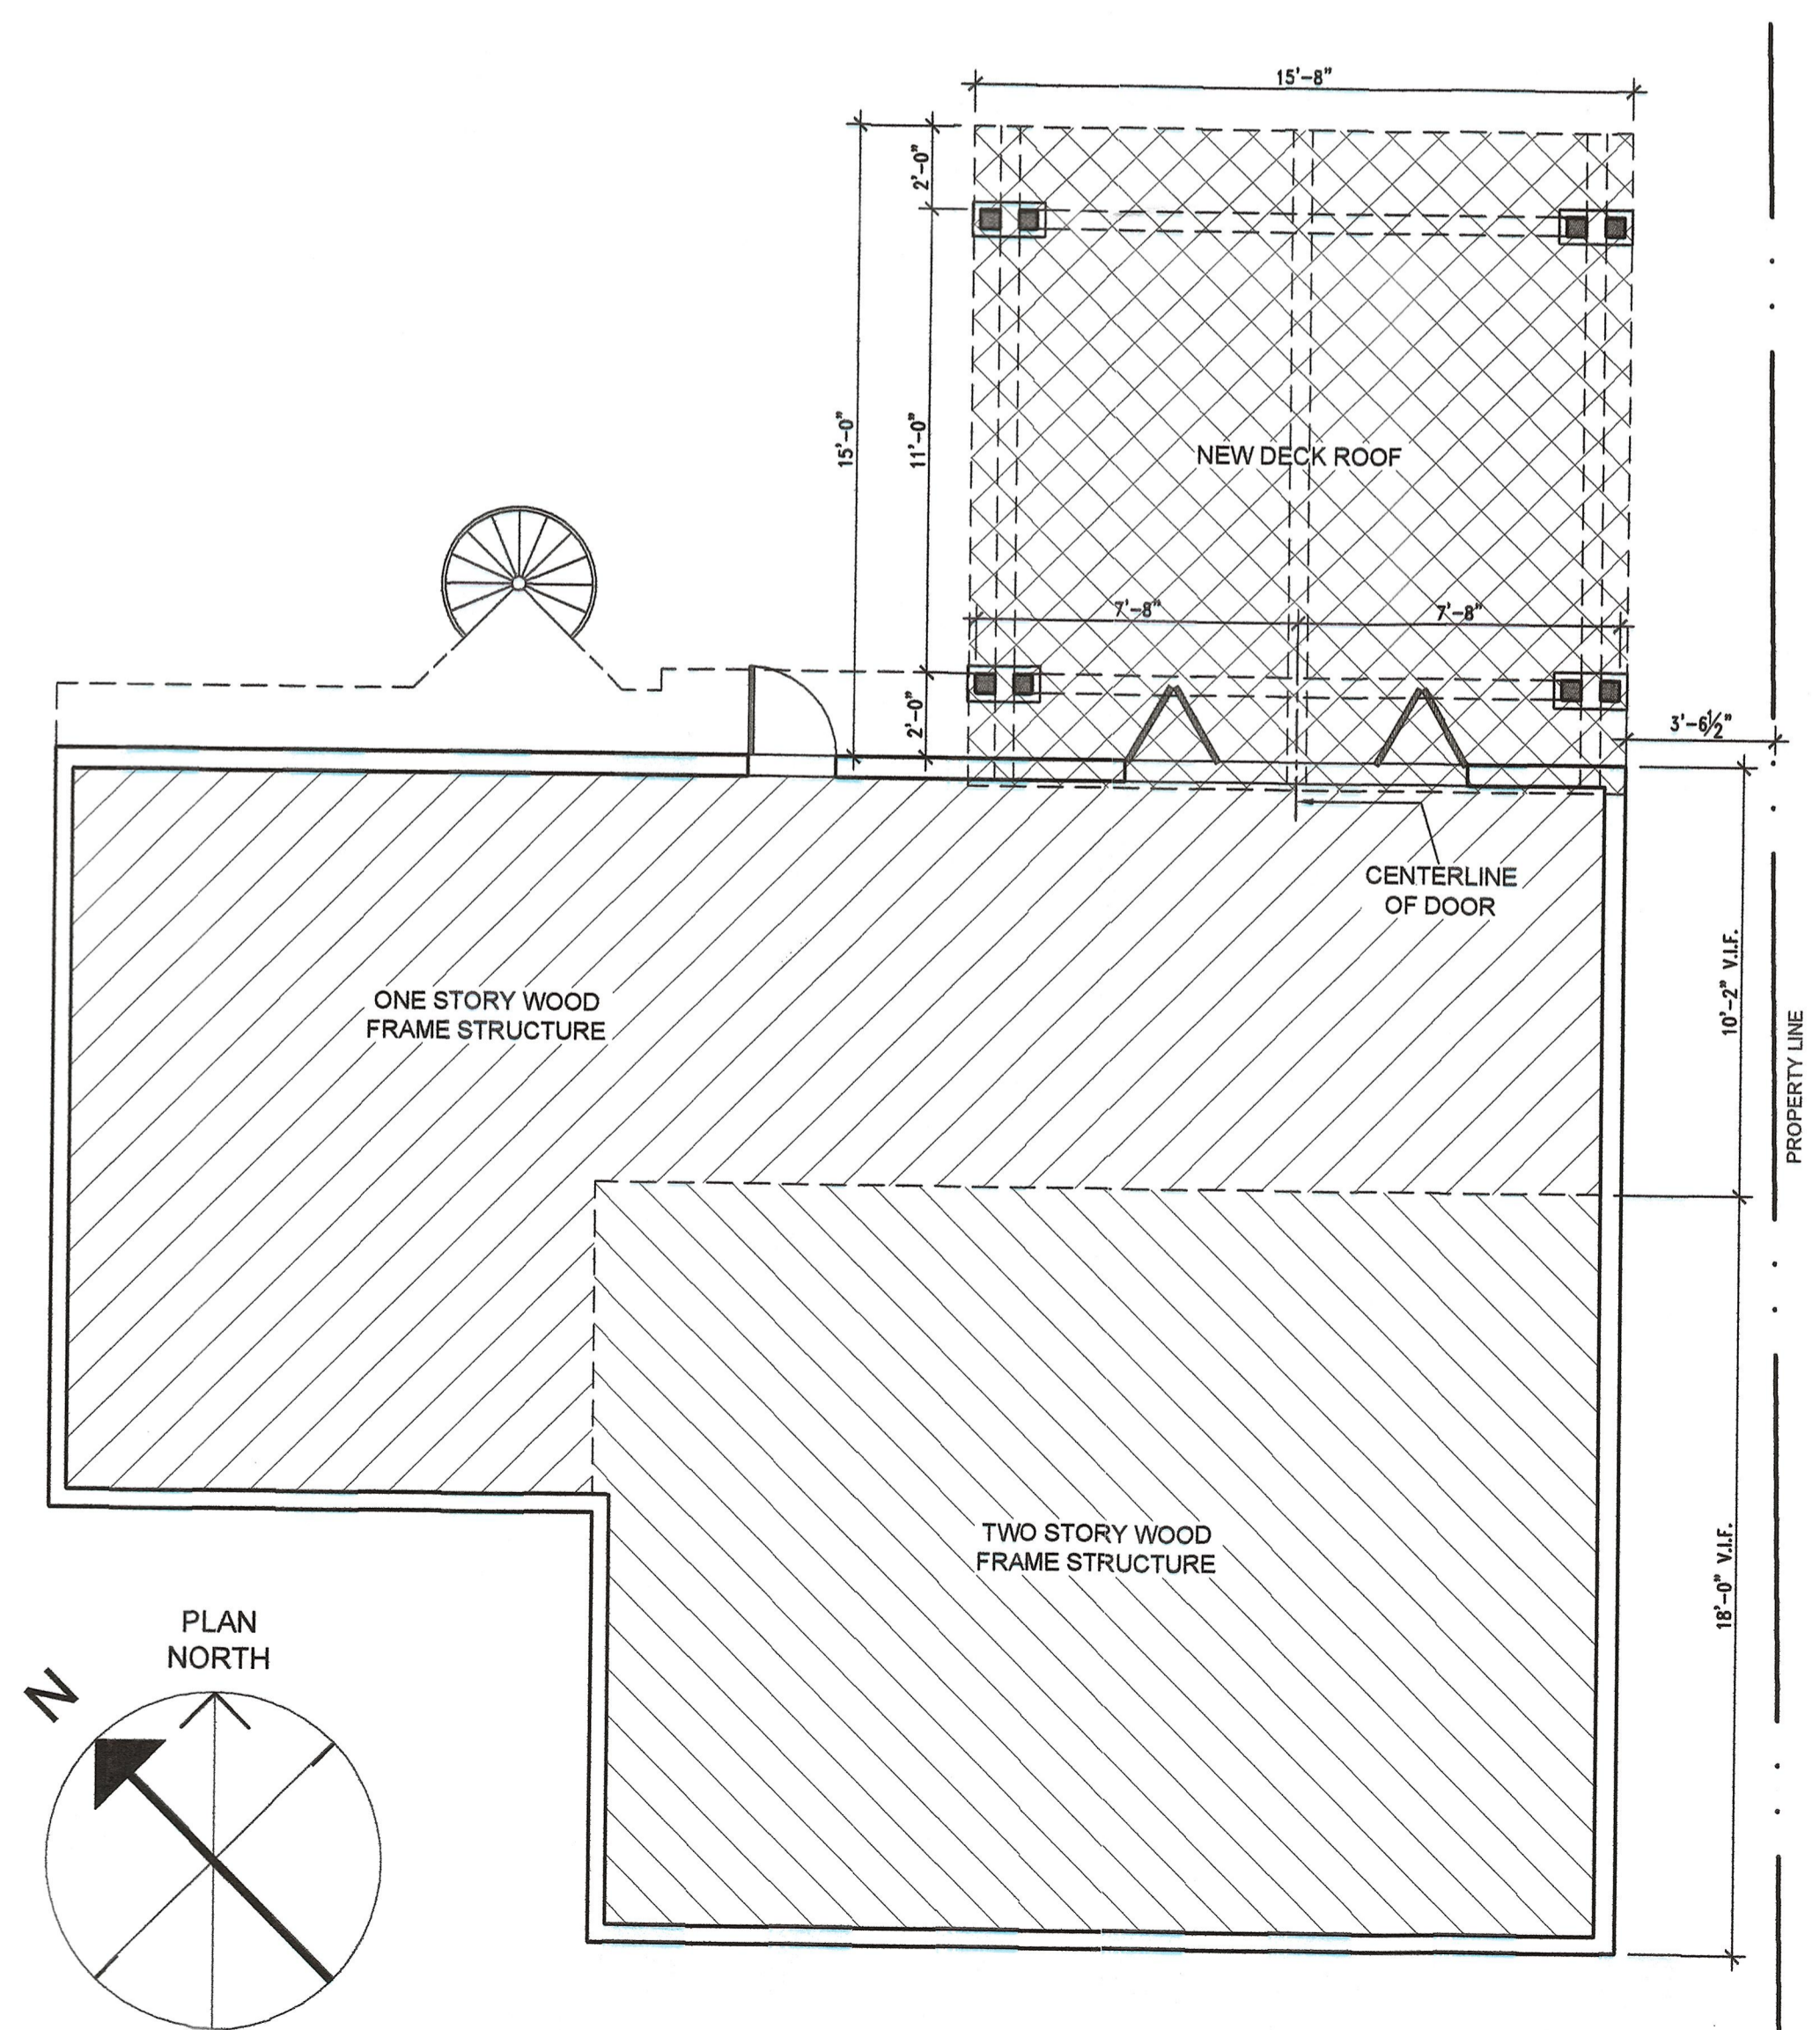 15'-8"
2'-0"
15'-0"
11'-0"
NEW DECK ROOF
7'-8"
7'-8"
2'-0"
3'-6½"
CENTERLINE
OF DOOR
10'-2" V.I.F.
ONE STORY WOOD
FRAME STRUCTURE
PROPERTY LINE
TWO STORY WOOD
FRAME STRUCTURE
18'-0" V.I.F.
PLAN
NORTH
N